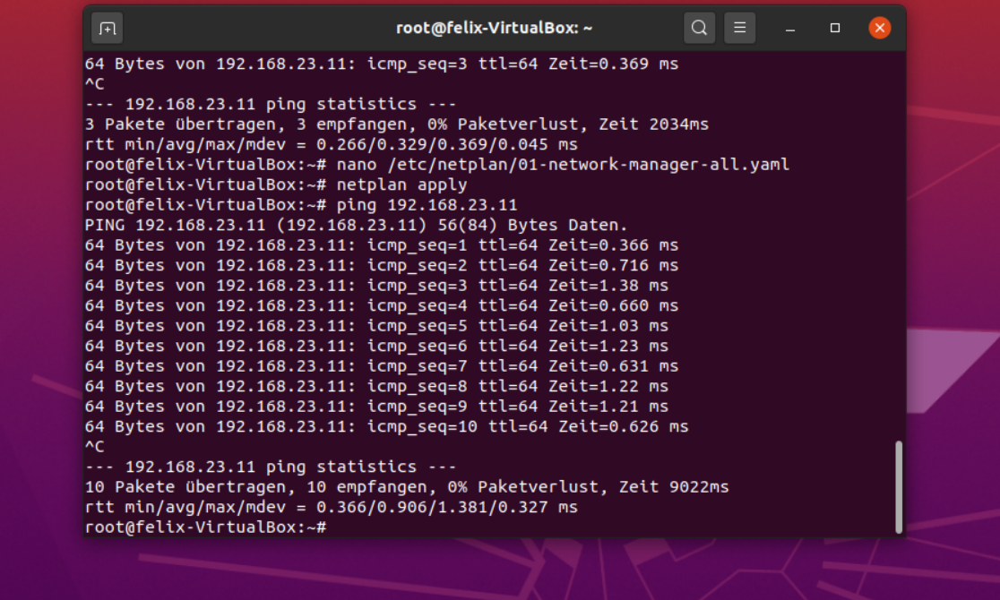 root@felix-VirtualBox: ~
64 Bytes von 192.168.23.11: icmp_seq=3 ttl=64 Zeit=0.369 ms
^C
--- 192.168.23.11 ping statistics ---
3 Pakete übertragen, 3 empfangen, 0% Paketverlust, Zeit 2034ms
rtt min/avg/max/mdev = 0.266/0.329/0.369/0.045 ms
root@felix-VirtualBox:~# nano /etc/netplan/01-network-manager-all.yaml
root@felix-VirtualBox:~# netplan apply
root@felix-VirtualBox:~# ping 192.168.23.11
PING 192.168.23.11 (192.168.23.11) 56(84) Bytes Daten.
64 Bytes von 192.168.23.11: icmp_seq=1 ttl=64 Zeit=0.366 ms
64 Bytes von 192.168.23.11: icmp_seq=2 ttl=64 Zeit=0.716 ms
64 Bytes von 192.168.23.11: icmp_seq=3 ttl=64 Zeit=1.38 ms
64 Bytes von 192.168.23.11: icmp_seq=4 ttl=64 Zeit=0.660 ms
64 Bytes von 192.168.23.11: icmp_seq=5 ttl=64 Zeit=1.03 ms
64 Bytes von 192.168.23.11: icmp_seq=6 ttl=64 Zeit=1.23 ms
64 Bytes von 192.168.23.11: icmp_seq=7 ttl=64 Zeit=0.631 ms
64 Bytes von 192.168.23.11: icmp_seq=8 ttl=64 Zeit=1.22 ms
64 Bytes von 192.168.23.11: icmp_seq=9 ttl=64 Zeit=1.21 ms
64 Bytes von 192.168.23.11: icmp_seq=10 ttl=64 Zeit=0.626 ms
^C
--- 192.168.23.11 ping statistics ---
10 Pakete übertragen, 10 empfangen, 0% Paketverlust, Zeit 9022ms
rtt min/avg/max/mdev = 0.366/0.906/1.381/0.327 ms
root@felix-VirtualBox:~#